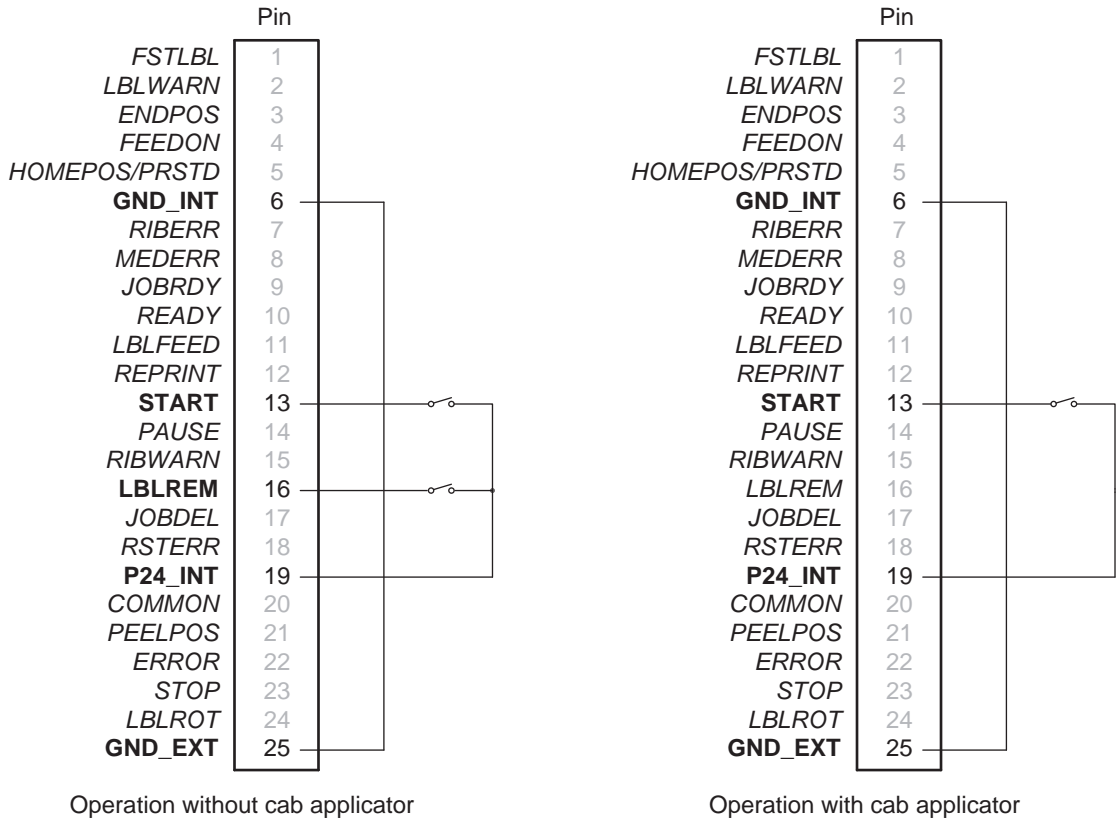 Pin
FSTLBL 1
LBLWARN 2
ENDPOS 3
FEEDON 4
HOMEPOS/PRSTD 5
GND_INT 6
RIBERR 7
MEDERR 8
JOBRDY 9
READY 10
LBLFEED 11
REPRINT 12
START 13
PAUSE 14
RIBWARN 15
LBLREM 16
JOBDEL 17
RSTERR 18
P24_INT 19
COMMON 20
PEELPOS 21
ERROR 22
STOP 23
LBLROT 24
GND_EXT 25
Operation without cab applicator
Pin
FSTLBL 1
LBLWARN 2
ENDPOS 3
FEEDON 4
HOMEPOS/PRSTD 5
GND_INT 6
RIBERR 7
MEDERR 8
JOBRDY 9
READY 10
LBLFEED 11
REPRINT 12
START 13
PAUSE 14
RIBWARN 15
LBLREM 16
JOBDEL 17
RSTERR 18
P24_INT 19
COMMON 20
PEELPOS 21
ERROR 22
STOP 23
LBLROT 24
GND_EXT 25
Operation with cab applicator